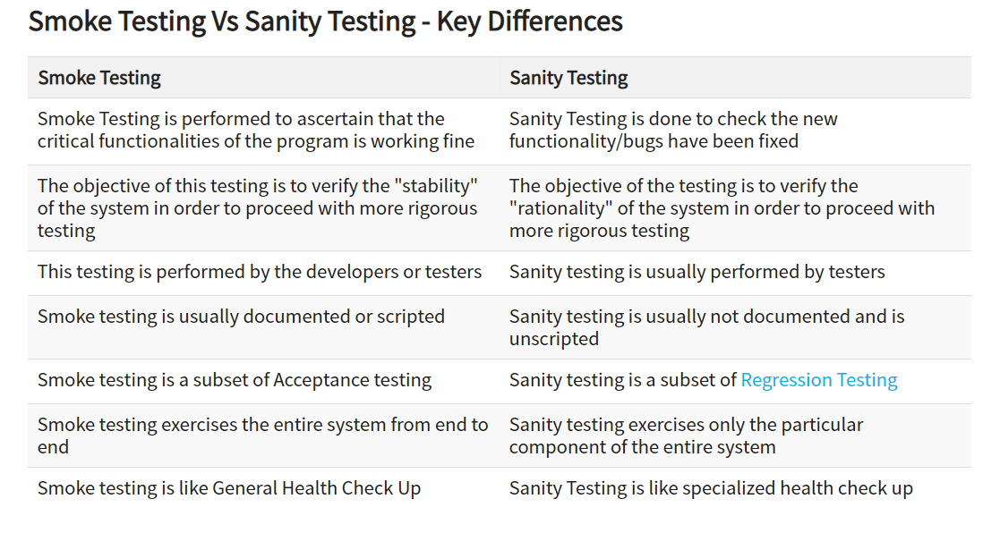 Smoke Testing Vs Sanity Testing - Key Differences
Smoke Testing
Sanity Testing
Smoke Testing is performed to ascertain that the
critical functionalities of the program is working fine
Sanity Testing is done to check the new
functionality/bugs have been fixed
The objective of this testing is to verify the "stability"
of the system in order to proceed with more rigorous
testing
The objective of the testing is to verify the
"rationality" of the system in order to proceed with
more rigorous testing
This testing is performed by the developers or testers
Sanity testing is usually performed by testers
Smoke testing is usually documented or scripted
Sanity testing is usually not documented and is
unscripted
Smoke testing is a subset of Acceptance testing
Sanity testing is a subset of Regression Testing
Smoke testing exercises the entire system from end to
end
Sanity testing exercises only the particular
component of the entire system
Smoke testing is like General Health Check Up
Sanity Testing is like specialized health check up